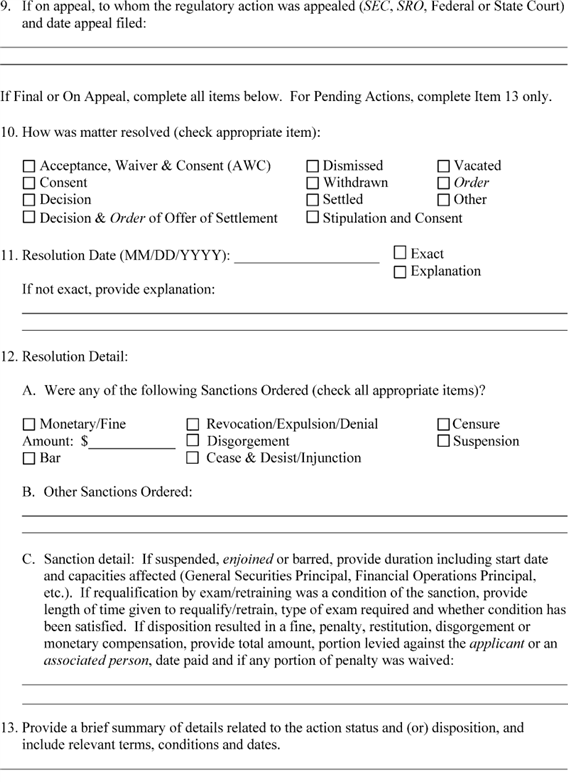 9. If on appeal, to whom the regulatory action was appealed (SEC, SRO, Federal or State Court)
and date appeal filed:
If Final or On Appeal, complete all items below. For Pending Actions, complete Item 13 only.
10. How was matter resolved (check appropriate item):
Acceptance, Waiver & Consent (AWC) Dismissed Vacated
Consent Withdrawn Order
Decision Settled Other
Decision & Order of Offer of Settlement Stipulation and Consent
11. Resolution Date (MM/DD/YYYY): Exact
Explanation
If not exact, provide explanation:
12. Resolution Detail:
A. Were any of the following Sanctions Ordered (check all appropriate items)?
Monetary/Fine Revocation/Expulsion/Denial Censure
Amount: $ Disgorgement Suspension
Bar Cease & Desist/Injunction
B. Other Sanctions Ordered:
C. Sanction detail: If suspended, enjoined or barred, provide duration including start date
and capacities affected (General Securities Principal, Financial Operations Principal,
etc.). If requalification by exam/retraining was a condition of the sanction, provide
length of time given to requalify/retrain, type of exam required and whether condition has
been satisfied. If disposition resulted in a fine, penalty, restitution, disgorgement or
monetary compensation, provide total amount, portion levied against the applicant or an
associated person, date paid and if any portion of penalty was waived:
13. Provide a brief summary of details related to the action status and (or) disposition, and
include relevant terms, conditions and dates.